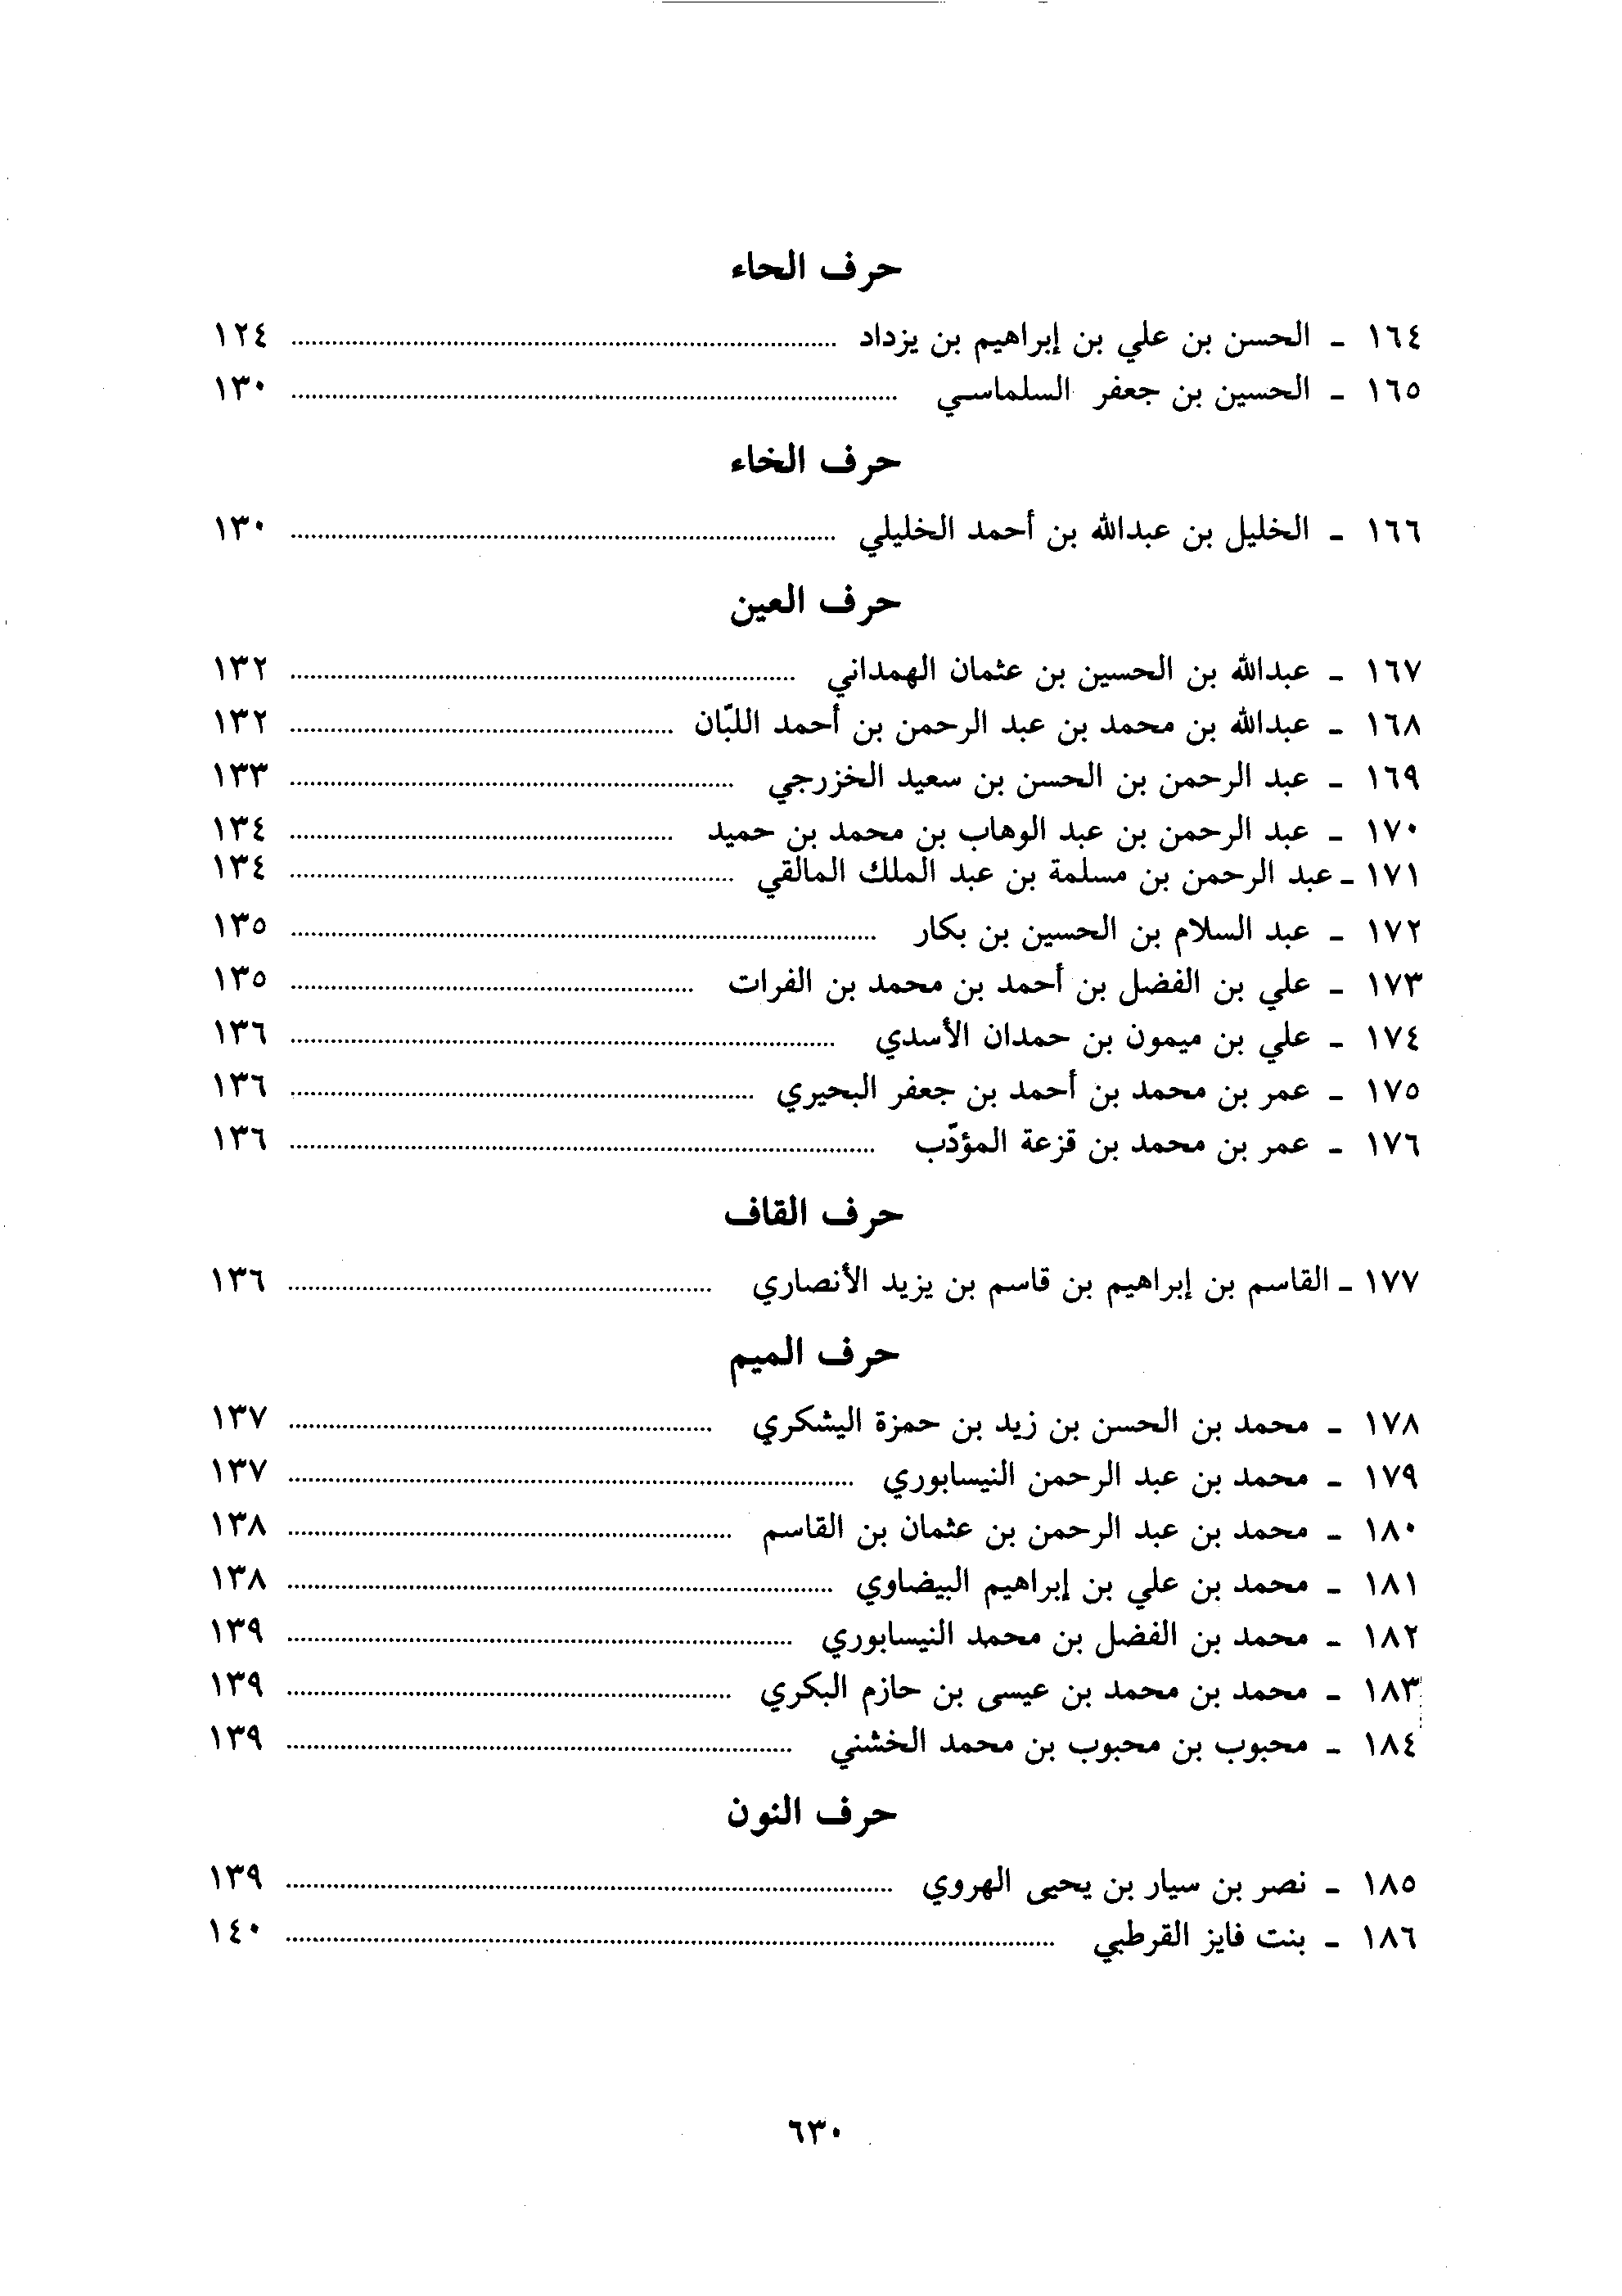 حرف الحاء
١٦٤ - الحسن بن علي بن إبراهيم بن يزداد ........ ١٢٤
١٦٥ - الحسين بن جعفر السلماسي ........ ١٣٠
حرف الخاء
١٦٦ - الخليل بن عبدالله بن أحمد الخليلي ........ ١٣٠
حرف العين
١٦٧ - عبدالله بن الحسين بن عثمان الهمداني ........ ١٣٢
١٦٨ - عبدالله بن محمد بن عبد الرحمن بن أحمد اللبّان ........ ١٣٢
١٦٩ - عبد الرحمن بن الحسن بن سعيد الخزرجي ........ ١٣٣
١٧٠ - عبد الرحمن بن عبد الوهاب بن محمد بن حميد ........ ١٣٤
١٧١ - عبد الرحمن بن مسلمة بن عبد الملك المالقي ........ ١٣٤
١٧٢ - عبد السلام بن الحسين بن بكار ........ ١٣٥
١٧٣ - علي بن الفضل بن أحمد بن محمد بن الفرات ........ ١٣٥
١٧٤ - علي بن ميمون بن حمدان الأسدي ........ ١٣٦
١٧٥ - عمر بن محمد بن أحمد بن جعفر البحيري ........ ١٣٦
١٧٦ - عمر بن محمد بن قزعة المؤدّب ........ ١٣٦
حرف القاف
١٧٧ - القاسم بن إبراهيم بن قاسم بن يزيد الأنصاري ........ ١٣٦
حرف الميم
١٧٨ - محمد بن الحسن بن زيد بن حمزة اليشكري ........ ١٣٧
١٧٩ - محمد بن عبد الرحمن النيسابوري ........ ١٣٧
١٨٠ - محمد بن عبد الرحمن بن عثمان بن القاسم ........ ١٣٨
١٨١ - محمد بن علي بن إبراهيم البيضاوي ........ ١٣٨
١٨٢ - محمد بن الفضل بن محمد النيسابوري ........ ١٣٩
١٨٣ - محمد بن محمد بن عيسى بن حازم البكري ........ ١٣٩
١٨٤ - محبوب بن محبوب بن محمد الخشني ........ ١٣٩
حرف النون
١٨٥ - نصر بن سيار بن يحيى الهروي ........ ١٣٩
١٨٦ - بنت فايز القرطبي ........ ١٤٠
٦٣٠